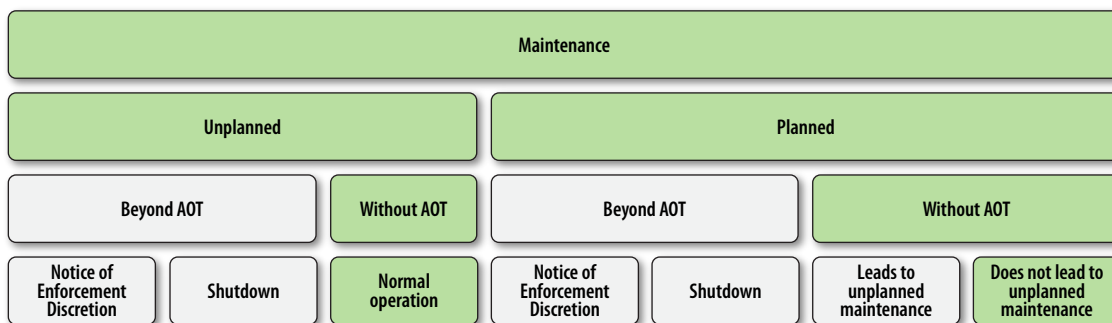 Maintenance
Unplanned
Planned
Beyond AOT
Without AOT
Beyond AOT
Without AOT
Notice of
Enforcement
Discretion
Shutdown
Normal
operation
Notice of
Enforcement
Discretion
Shutdown
Leads to
unplanned
maintenance
Does not lead to
unplanned
maintenance